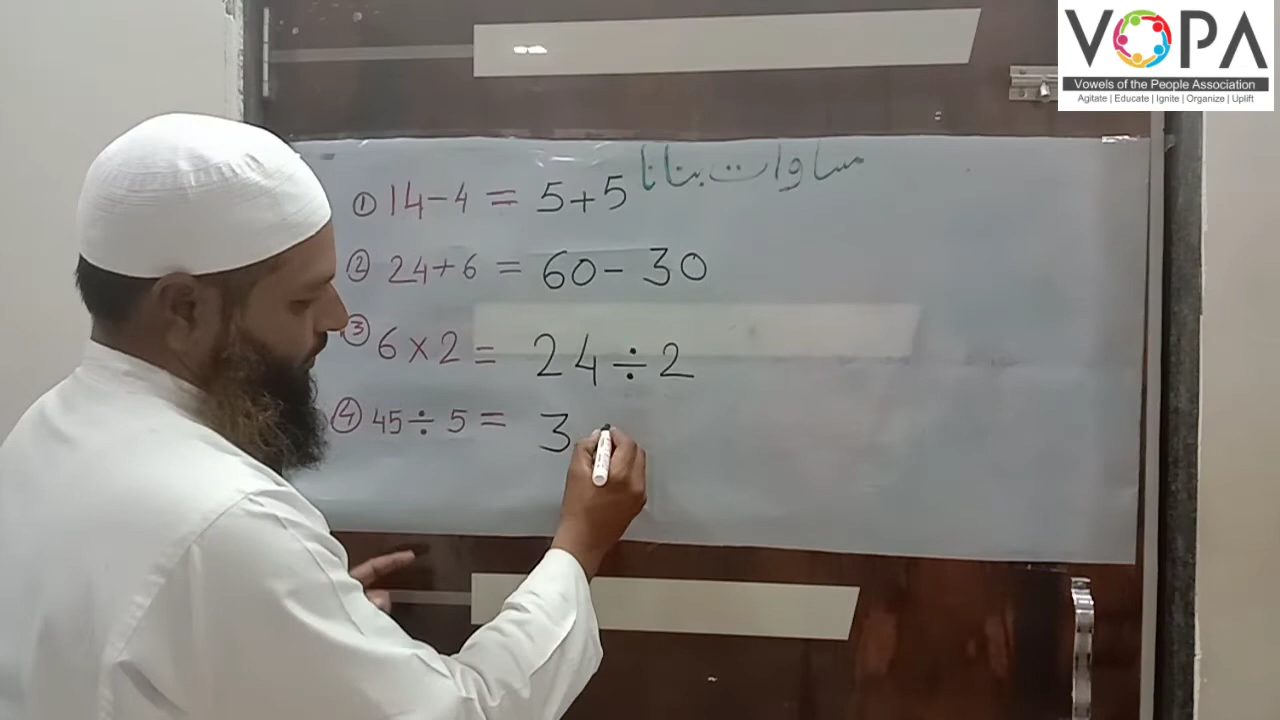 VOPA
Vowels of the People Association
Agitate | Educate | Ignite | Organize | Uplift
مساوات بنانا
① 14 - 4 = 5 + 5
② 24 + 6 = 60 - 30
③ 6 × 2 = 24 ÷ 2
④ 45 ÷ 5 = 3